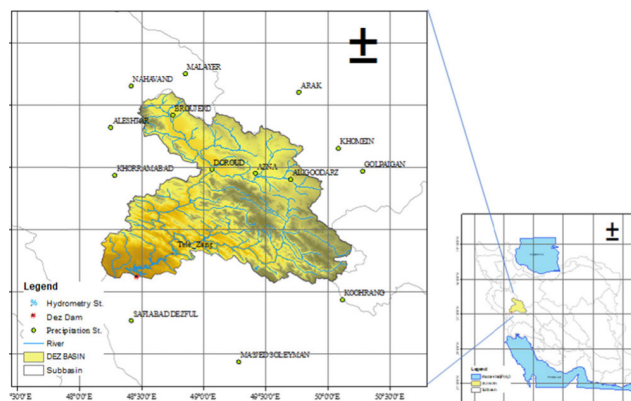 MALAYER
NAHAVAND
ARAK
BROUJERD
ALESHTAR
KHOMEIN
DOROUD
AZNA
GOLPAIGAN
KHORRAMABAD
ALIGOODARZ
Tele_Zang
KOOHRANG
SAFIABAD DEZFUL
MASJED SOLEYMAN
Legend
Hydrometry St.
Dez Dam
Precipitation St.
River
DEZ BASIN
Subbasin
48°0'0"E
48°30'0"E
49°0'0"E
49°30'0"E
50°0'0"E
50°30'0"E
Legend